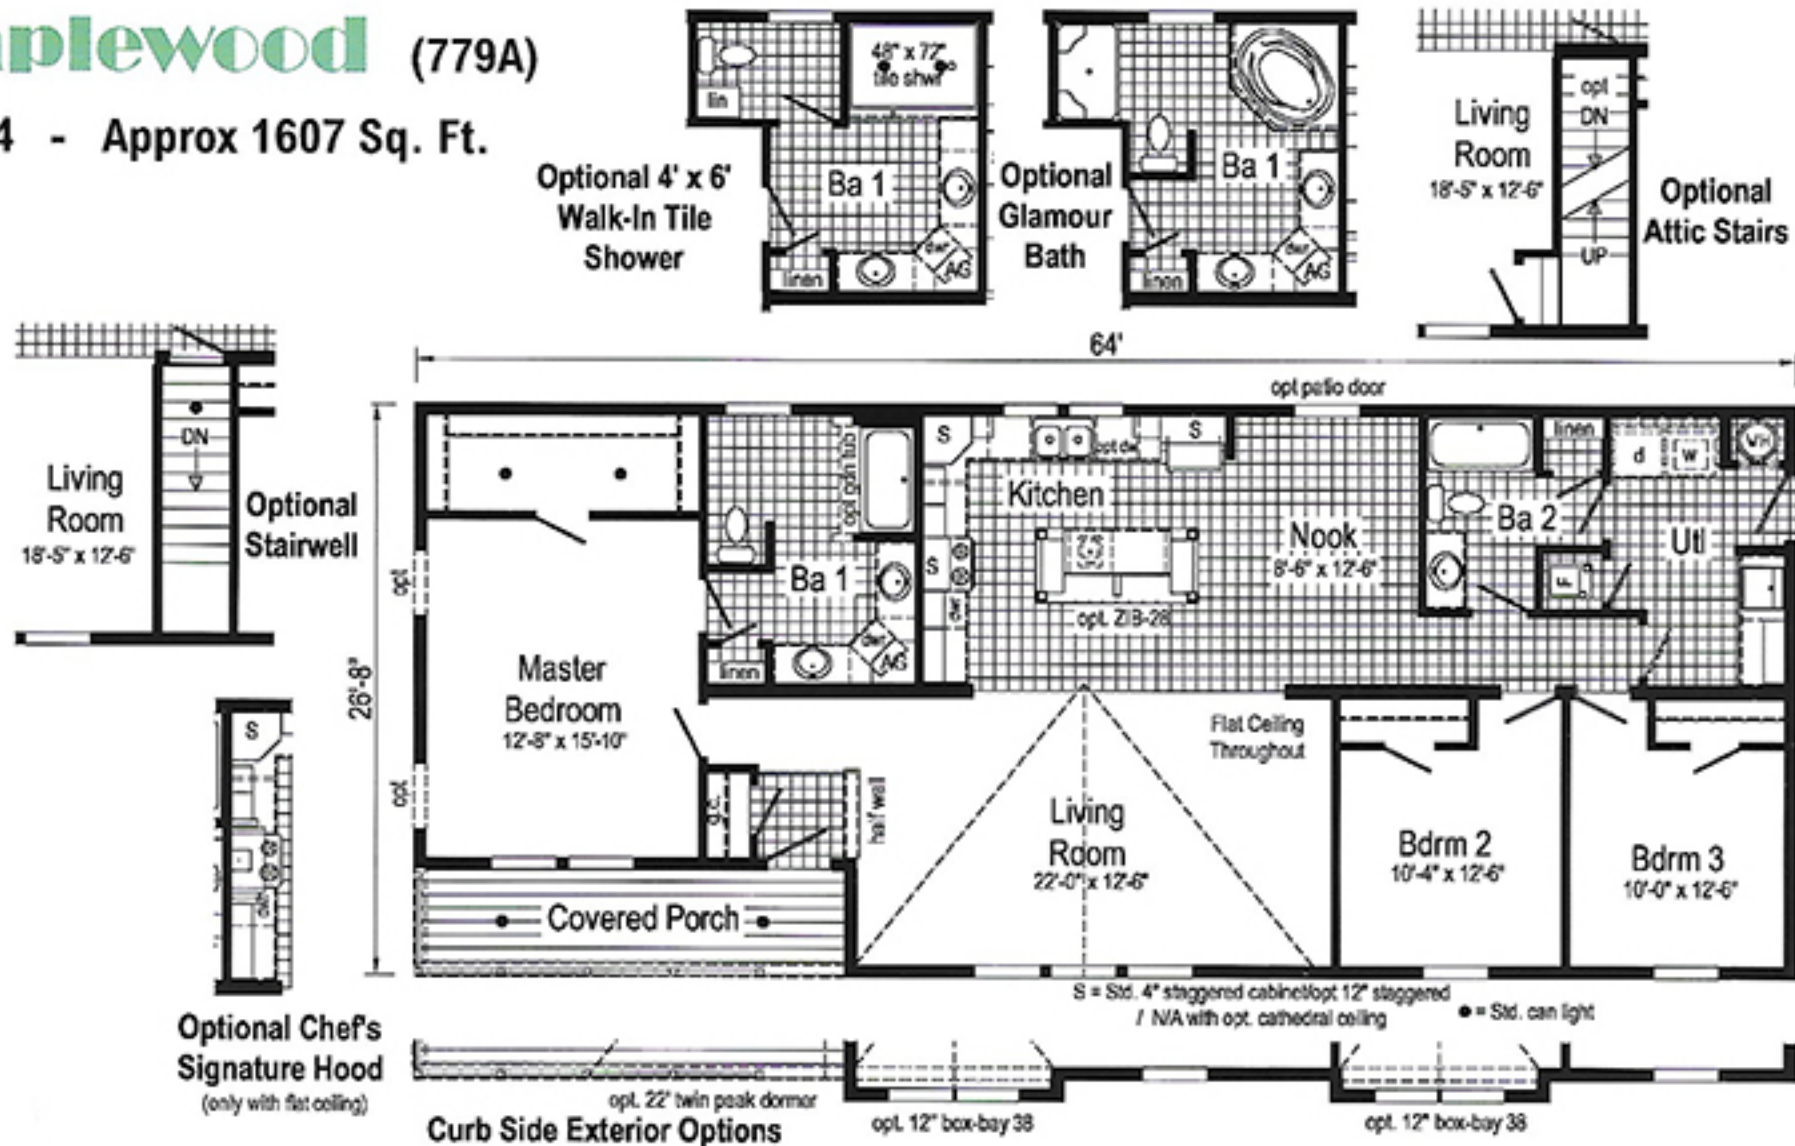 plewood (779A)
4 - Approx 1607 Sq. Ft.
48" x 72"
tile shwr
lin
Ba 1
dwr
AG
linen
Optional 4' x 6'
Walk-In Tile
Shower
Ba 1
dwr
AG
linen
Optional
Glamour
Bath
Living
Room
18'-5" x 12'-6"
opt
DN
UP
Optional
Attic Stairs
Living
Room
18'-5" x 12'-6"
DN
Optional
Stairwell
64'
opt patio door
26'-8"
opt
opt
Master
Bedroom
12'-8" x 15'-10"
Ba 1
linen
dwr
AG
S
opt dw
S
Kitchen
S
dwr
opt. ZIB-28
Nook
8'-6" x 12'-6"
linen
d
w
WH
Ba 2
Utl
F
g.c.
half wall
Flat Ceiling
Throughout
Living
Room
22'-0" x 12'-6"
Bdrm 2
10'-4" x 12'-6"
Bdrm 3
10'-0" x 12'-6"
Covered Porch
S
Optional Chef's
Signature Hood
(only with flat ceiling)
S = Std. 4" staggered cabinet/opt 12" staggered
/ N/A with opt. cathedral ceiling
● = Std. can light
opt. 22' twin peak dormer
Curb Side Exterior Options
opt. 12" box-bay 38
opt. 12" box-bay 38